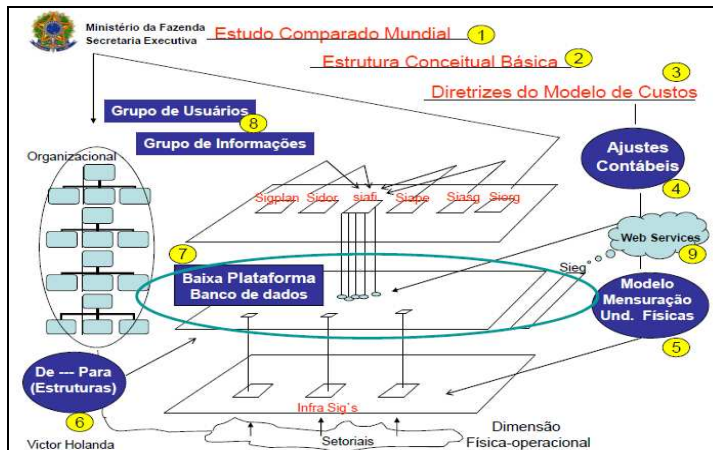 Ministério da Fazenda
Secretaria Executiva
Estudo Comparado Mundial
1
Estrutura Conceitual Básica
2
3
Diretrizes do Modelo de Custos
Grupo de Usuários
8
Grupo de Informações
Organizacional
Ajustes
Contábeis
4
Sigplan Sidor siafi Siape Siasg Siorg
Web Services
9
7
Baixa Plataforma
Banco de dados
Sieg
Modelo
Mensuração
Und. Físicas
5
De --- Para
(Estruturas)
6
Infra Sig´s
Setoriais
Dimensão
Física-operacional
Victor Holanda